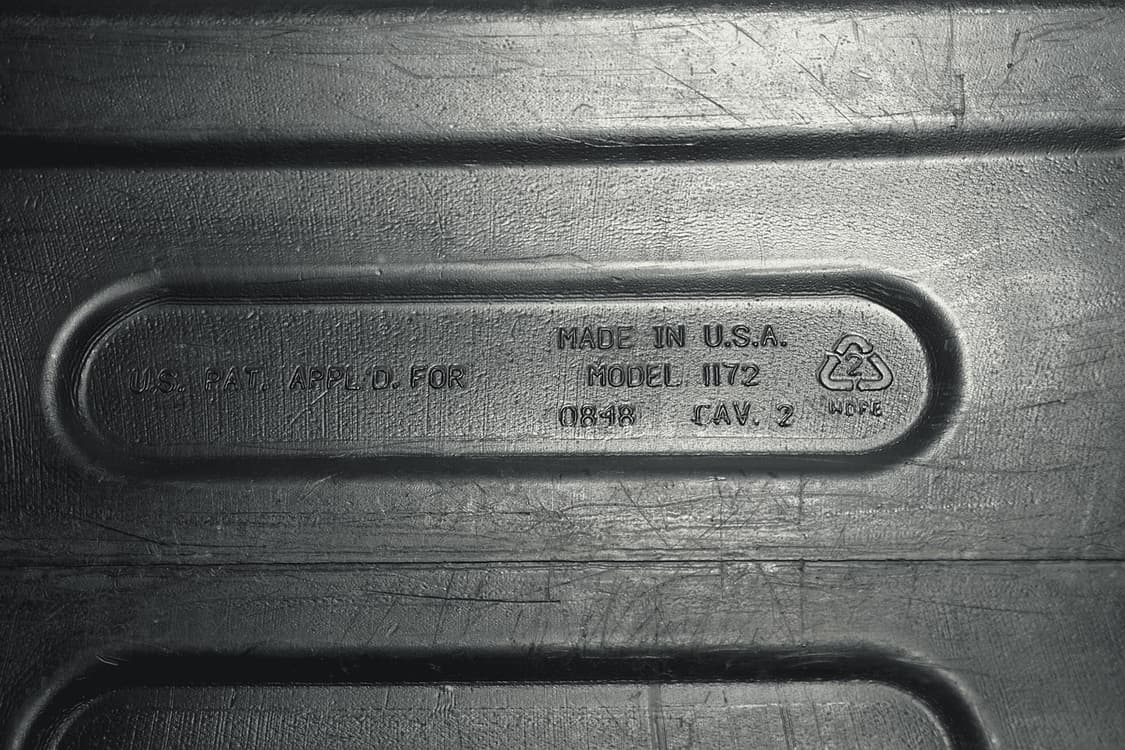 U.S. PAT. APPL'D. FOR
MADE IN U.S.A.
MODEL 1172
0848 CAV. 2
2
HDPE